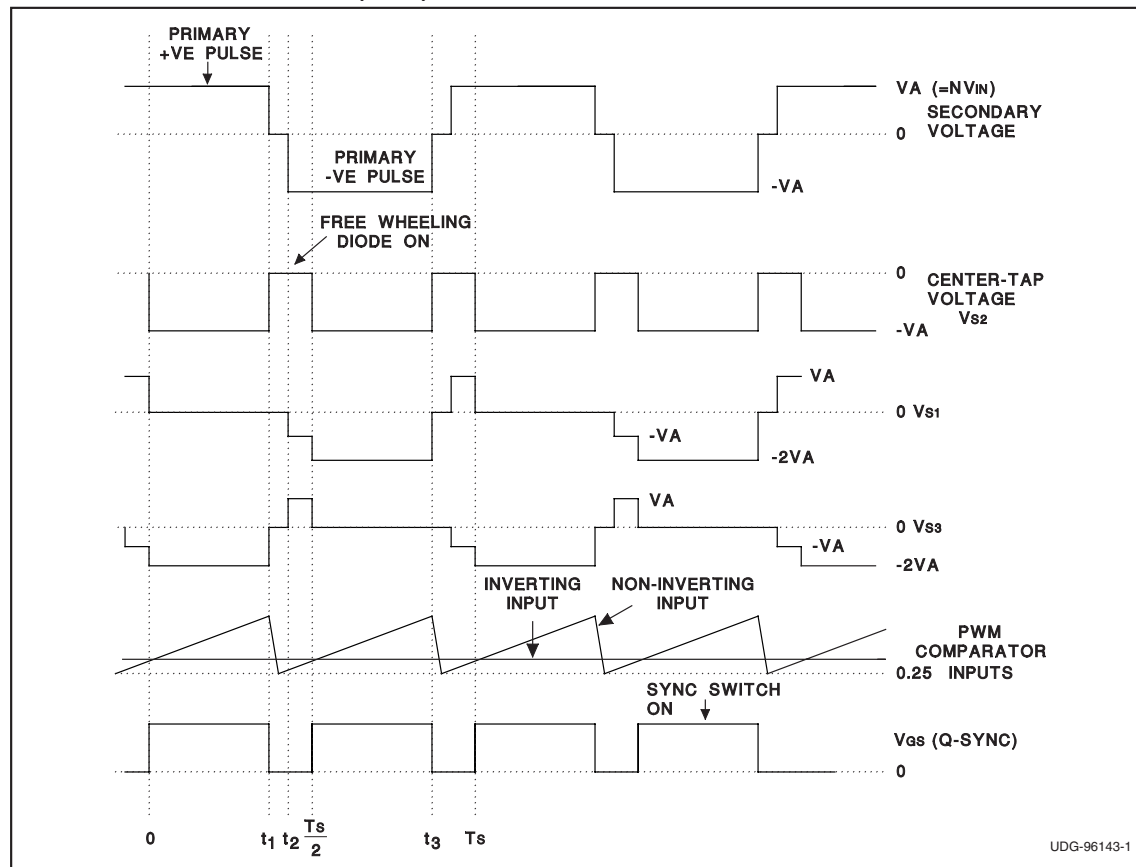 PRIMARY
+VE PULSE
VA (=NVIN)
SECONDARY
VOLTAGE
0
PRIMARY
-VE PULSE
-VA
FREE WHEELING
DIODE ON
0
CENTER-TAP
VOLTAGE
VS2
-VA
VA
0 VS1
-VA
-2VA
VA
0 VS3
-VA
-2VA
INVERTING
INPUT
NON-INVERTING
INPUT
PWM
COMPARATOR
0.25 INPUTS
SYNC SWITCH
ON
VGS (Q-SYNC)
0
0 t1 t2 Ts/2 t3 Ts
UDG-96143-1